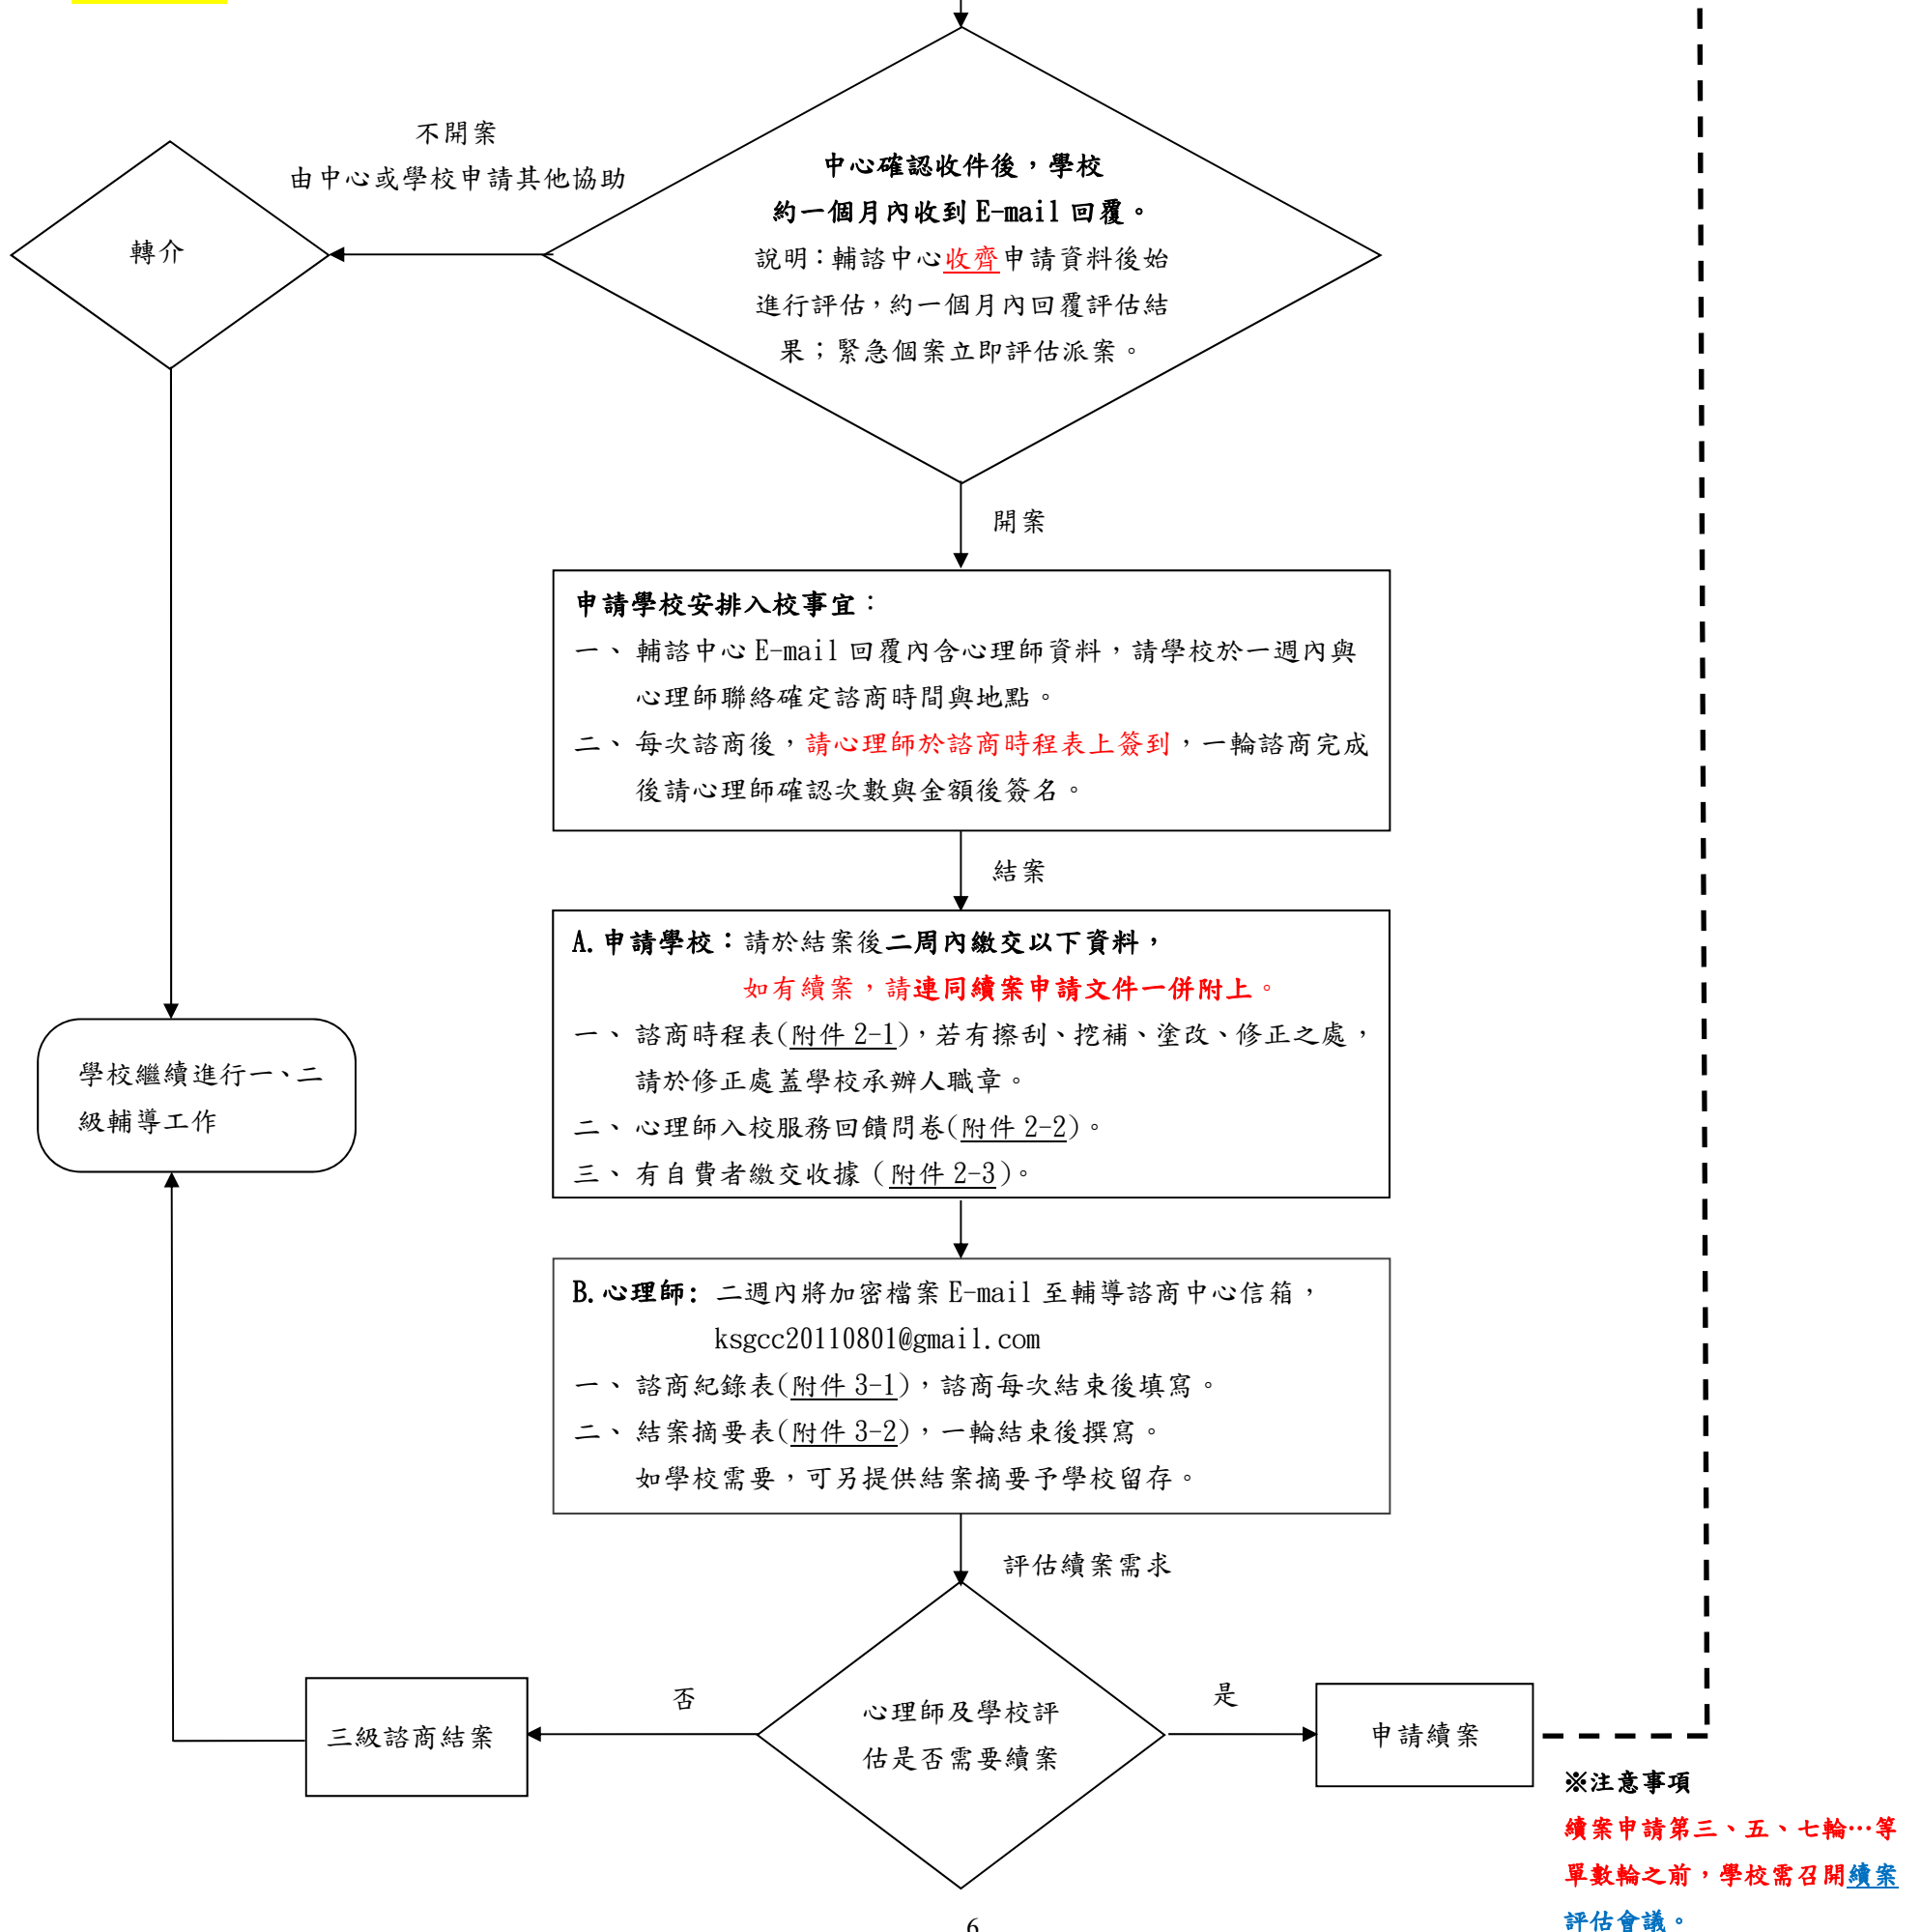 不開案
由中心或學校申請其他協助
轉介
中心確認收件後，學校
約一個月內收到 E-mail 回覆。
說明：輔諮中心收齊申請資料後始
進行評估，約一個月內回覆評估結
果；緊急個案立即評估派案。
開案
申請學校安排入校事宜：
一、 輔諮中心 E-mail 回覆內含心理師資料，請學校於一週內與
心理師聯絡確定諮商時間與地點。
二、 每次諮商後，請心理師於諮商時程表上簽到，一輪諮商完成
後請心理師確認次數與金額後簽名。
結案
A.申請學校：請於結案後二周內繳交以下資料，
如有續案，請連同續案申請文件一併附上。
一、 諮商時程表(附件 2-1)，若有擦刮、挖補、塗改、修正之處，
請於修正處蓋學校承辦人職章。
二、 心理師入校服務回饋問卷(附件 2-2)。
三、 有自費者繳交收據 (附件 2-3)。
學校繼續進行一、二
級輔導工作
B.心理師: 二週內將加密檔案 E-mail 至輔導諮商中心信箱，
ksgcc20110801@gmail.com
一、 諮商紀錄表(附件 3-1)，諮商每次結束後填寫。
二、 結案摘要表(附件 3-2)，一輪結束後撰寫。
如學校需要，可另提供結案摘要予學校留存。
評估續案需求
心理師及學校評
估是否需要續案
否
三級諮商結案
是
申請續案
※注意事項
續案申請第三、五、七輪…等
單數輪之前，學校需召開續案
評估會議。
6